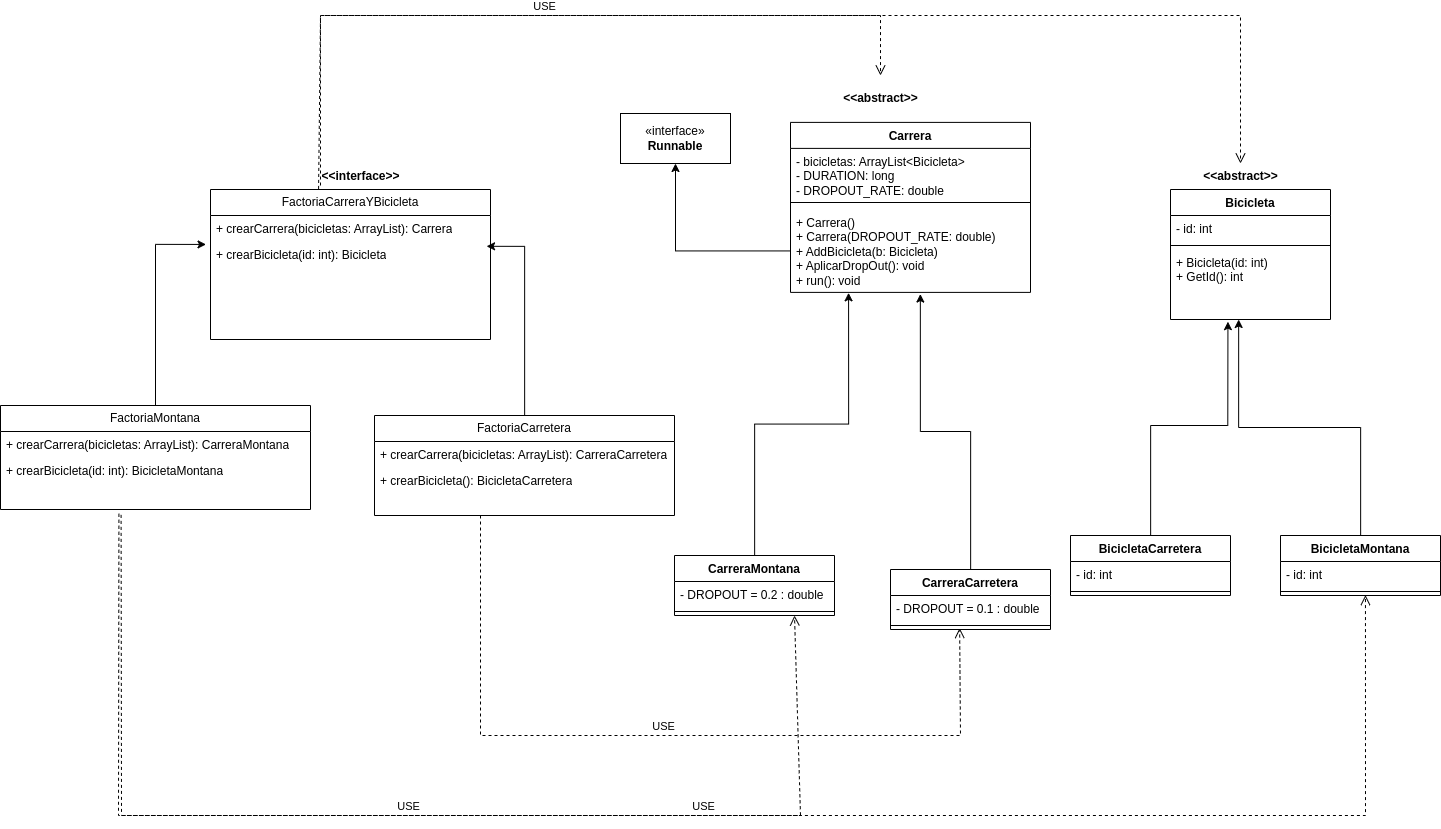 USE
<<abstract>>
«interface»
Runnable
Carrera
- bicicletas: ArrayList<Bicicleta>
- DURATION: long
- DROPOUT_RATE: double
+ Carrera()
+ Carrera(DROPOUT_RATE: double)
+ AddBicicleta(b: Bicicleta)
+ AplicarDropOut(): void
+ run(): void
<<interface>>
FactoriaCarreraYBicicleta
+ crearCarrera(bicicletas: ArrayList): Carrera
+ crearBicicleta(id: int): Bicicleta
<<abstract>>
Bicicleta
- id: int
+ Bicicleta(id: int)
+ GetId(): int
FactoriaMontana
+ crearCarrera(bicicletas: ArrayList): CarreraMontana
+ crearBicicleta(id: int): BicicletaMontana
FactoriaCarretera
+ crearCarrera(bicicletas: ArrayList): CarreraCarretera
+ crearBicicleta(): BicicletaCarretera
CarreraMontana
- DROPOUT = 0.2 : double
CarreraCarretera
- DROPOUT = 0.1 : double
BicicletaCarretera
- id: int
BicicletaMontana
- id: int
USE
USE
USE